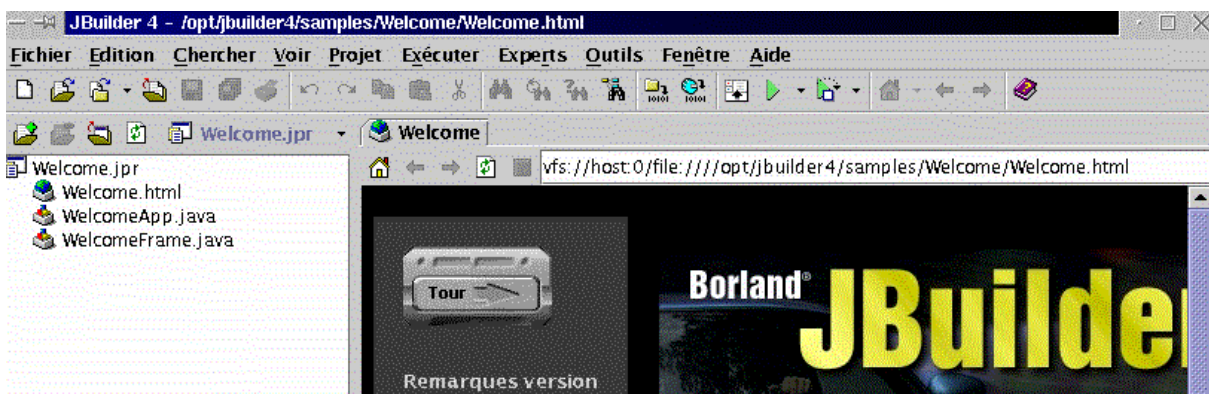 JBuilder 4 - /opt/jbuilder4/samples/Welcome/Welcome.html
Fichier Edition Chercher Voir Projet Exécuter Experts Outils Fenêtre Aide
Welcome.jpr
Welcome
Welcome.jpr
Welcome.html
WelcomeApp.java
WelcomeFrame.java
vfs://host:0/file:////opt/jbuilder4/samples/Welcome/Welcome.html
Tour
Remarques version
Borland®
JBuilde